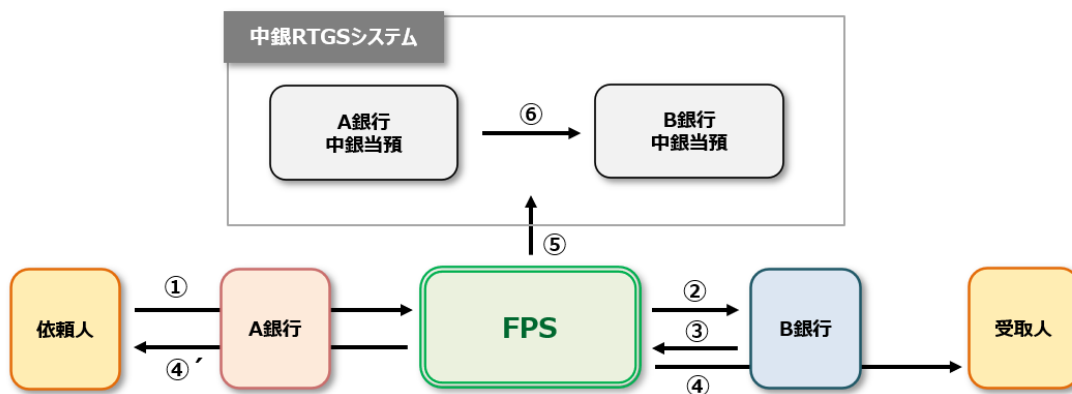 中銀RTGSシステム
A銀行
中銀当預
⑥
B銀行
中銀当預
⑤
依頼人
①
④´
A銀行
FPS
②
③
④
B銀行
受取人